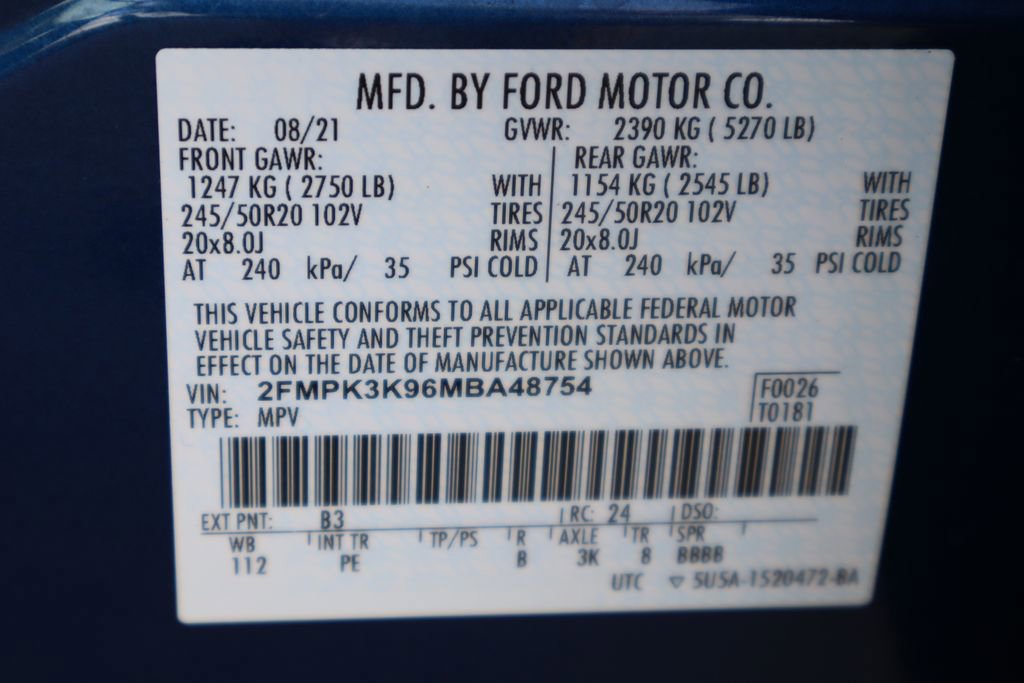 MFD. BY FORD MOTOR CO.
DATE: 08/21 GVWR: 2390 KG ( 5270 LB)
FRONT GAWR: REAR GAWR:
1247 KG ( 2750 LB) WITH 1154 KG ( 2545 LB) WITH
245/50R20 102V TIRES 245/50R20 102V TIRES
20x8.0J RIMS 20x8.0J RIMS
AT 240 kPa/ 35 PSI COLD AT 240 kPa/ 35 PSI COLD
THIS VEHICLE CONFORMS TO ALL APPLICABLE FEDERAL MOTOR
VEHICLE SAFETY AND THEFT PREVENTION STANDARDS IN
EFFECT ON THE DATE OF MANUFACTURE SHOWN ABOVE.
VIN: 2FMPK3K96MBA48754 F0026
TYPE: MPV T0181
EXT PNT: B3 RC: 24 DSO:
WB INT TR TP/PS R AXLE TR SPR
112 PE B 3K 8 BBBB
UTC ▽ 5U5A-1520472-BA